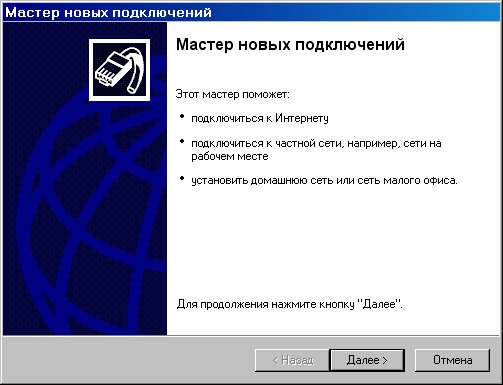 Мастер новых подключений
Мастер новых подключений
Этот мастер поможет:
• подключиться к Интернету
• подключиться к частной сети, например, сети на
рабочем месте
• установить домашнюю сеть или сеть малого офиса.
Для продолжения нажмите кнопку "Далее".
< Назад
Далее >
Отмена